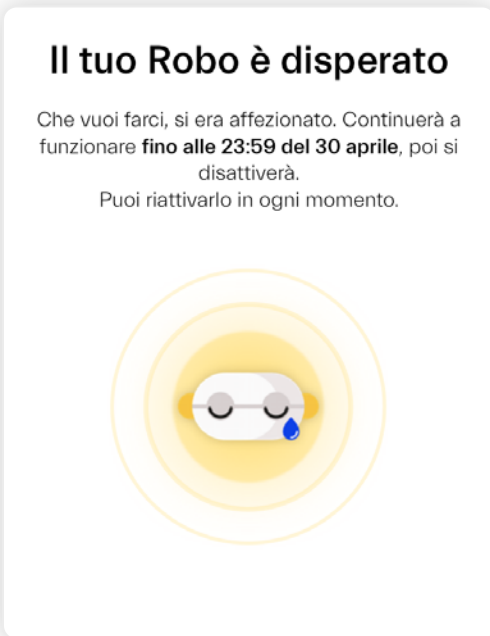 Il tuo Robo è disperato
Che vuoi farci, si era affezionato. Continuerà a
funzionare fino alle 23:59 del 30 aprile, poi si
disattiverà.
Puoi riattivarlo in ogni momento.